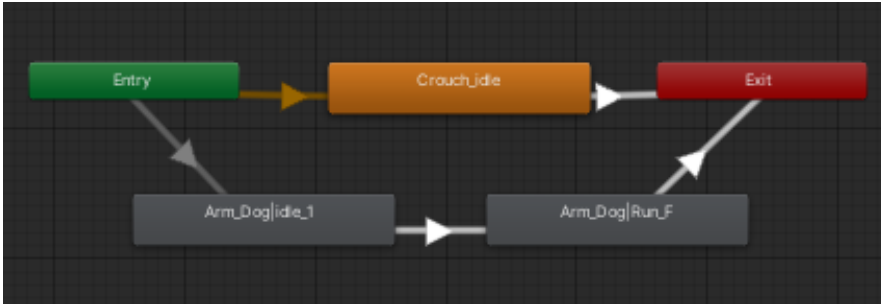 Entry
Crouch_idle
Exit
Arm_Dog|idle_1
Arm_Dog|Run_F